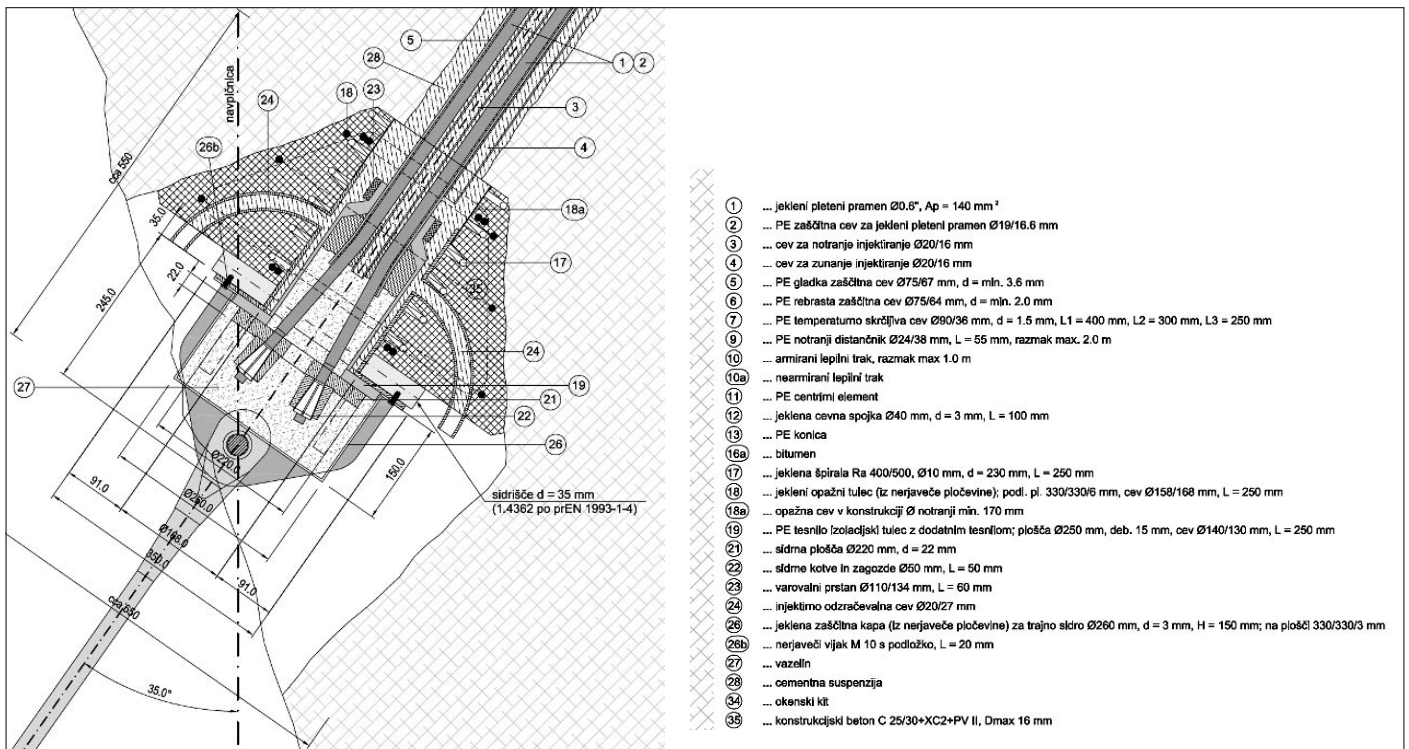 navpičnica
cca 550
5
28
23
18
24
26b
1
2
3
4
18a
17
35
35.0
22.0
245.0
24
19
21
22
26
27
Ø220.0
150.0
91.0
Ø260.0
Ø168.0
350.0
91.0
cca 650
35.0°
sidrišče d = 35 mm
(1.4362 po prEN 1993-1-4)
1 ... jekleni pleteni pramen Ø0.6", Ap = 140 mm²
2 ... PE zaščitna cev za jekleni pleteni pramen Ø19/16.6 mm
3 ... cev za notranje injektiranje Ø20/16 mm
4 ... cev za zunanje injektiranje Ø20/16 mm
5 ... PE gladka zaščitna cev Ø75/67 mm, d = min. 3.6 mm
6 ... PE rebrasta zaščitna cev Ø75/64 mm, d = min. 2.0 mm
7 ... PE temperaturno skrčljiva cev Ø90/36 mm, d = 1.5 mm, L1 = 400 mm, L2 = 300 mm, L3 = 250 mm
9 ... PE notranji distančnik Ø24/38 mm, L = 55 mm, razmak max. 2.0 m
10 ... armirani lepilni trak, razmak max 1.0 m
10a ... nearmirani lepilni trak
11 ... PE centrirni element
12 ... jeklena cevna spojka Ø40 mm, d = 3 mm, L = 100 mm
13 ... PE konica
16a ... bitumen
17 ... jeklena špirala Ra 400/500, Ø10 mm, d = 230 mm, L = 250 mm
18 ... jekleni opažni tulec (iz nerjaveče pločevine); podl. pl. 330/330/6 mm, cev Ø158/168 mm, L = 250 mm
18a ... opažna cev v konstrukciji Ø notranji min. 170 mm
19 ... PE tesnilo izolacijski tulec z dodatnim tesnilom; plošča Ø250 mm, deb. 15 mm, cev Ø140/130 mm, L = 250 mm
21 ... sidrna plošča Ø220 mm, d = 22 mm
22 ... sidrne kotve in zagozde Ø50 mm, L = 50 mm
23 ... varovalni prstan Ø110/134 mm, L = 60 mm
24 ... injektirno odzračevalna cev Ø20/27 mm
26 ... jeklena zaščitna kapa (iz nerjaveče pločevine) za trajno sidro Ø260 mm, d = 3 mm, H = 150 mm; na plošči 330/330/3 mm
26b ... nerjaveči vijak M 10 s podložko, L = 20 mm
27 ... vazelin
28 ... cementna suspenzija
34 ... okenski kit
35 ... konstrukcijski beton C 25/30+XC2+PV II, Dmax 16 mm